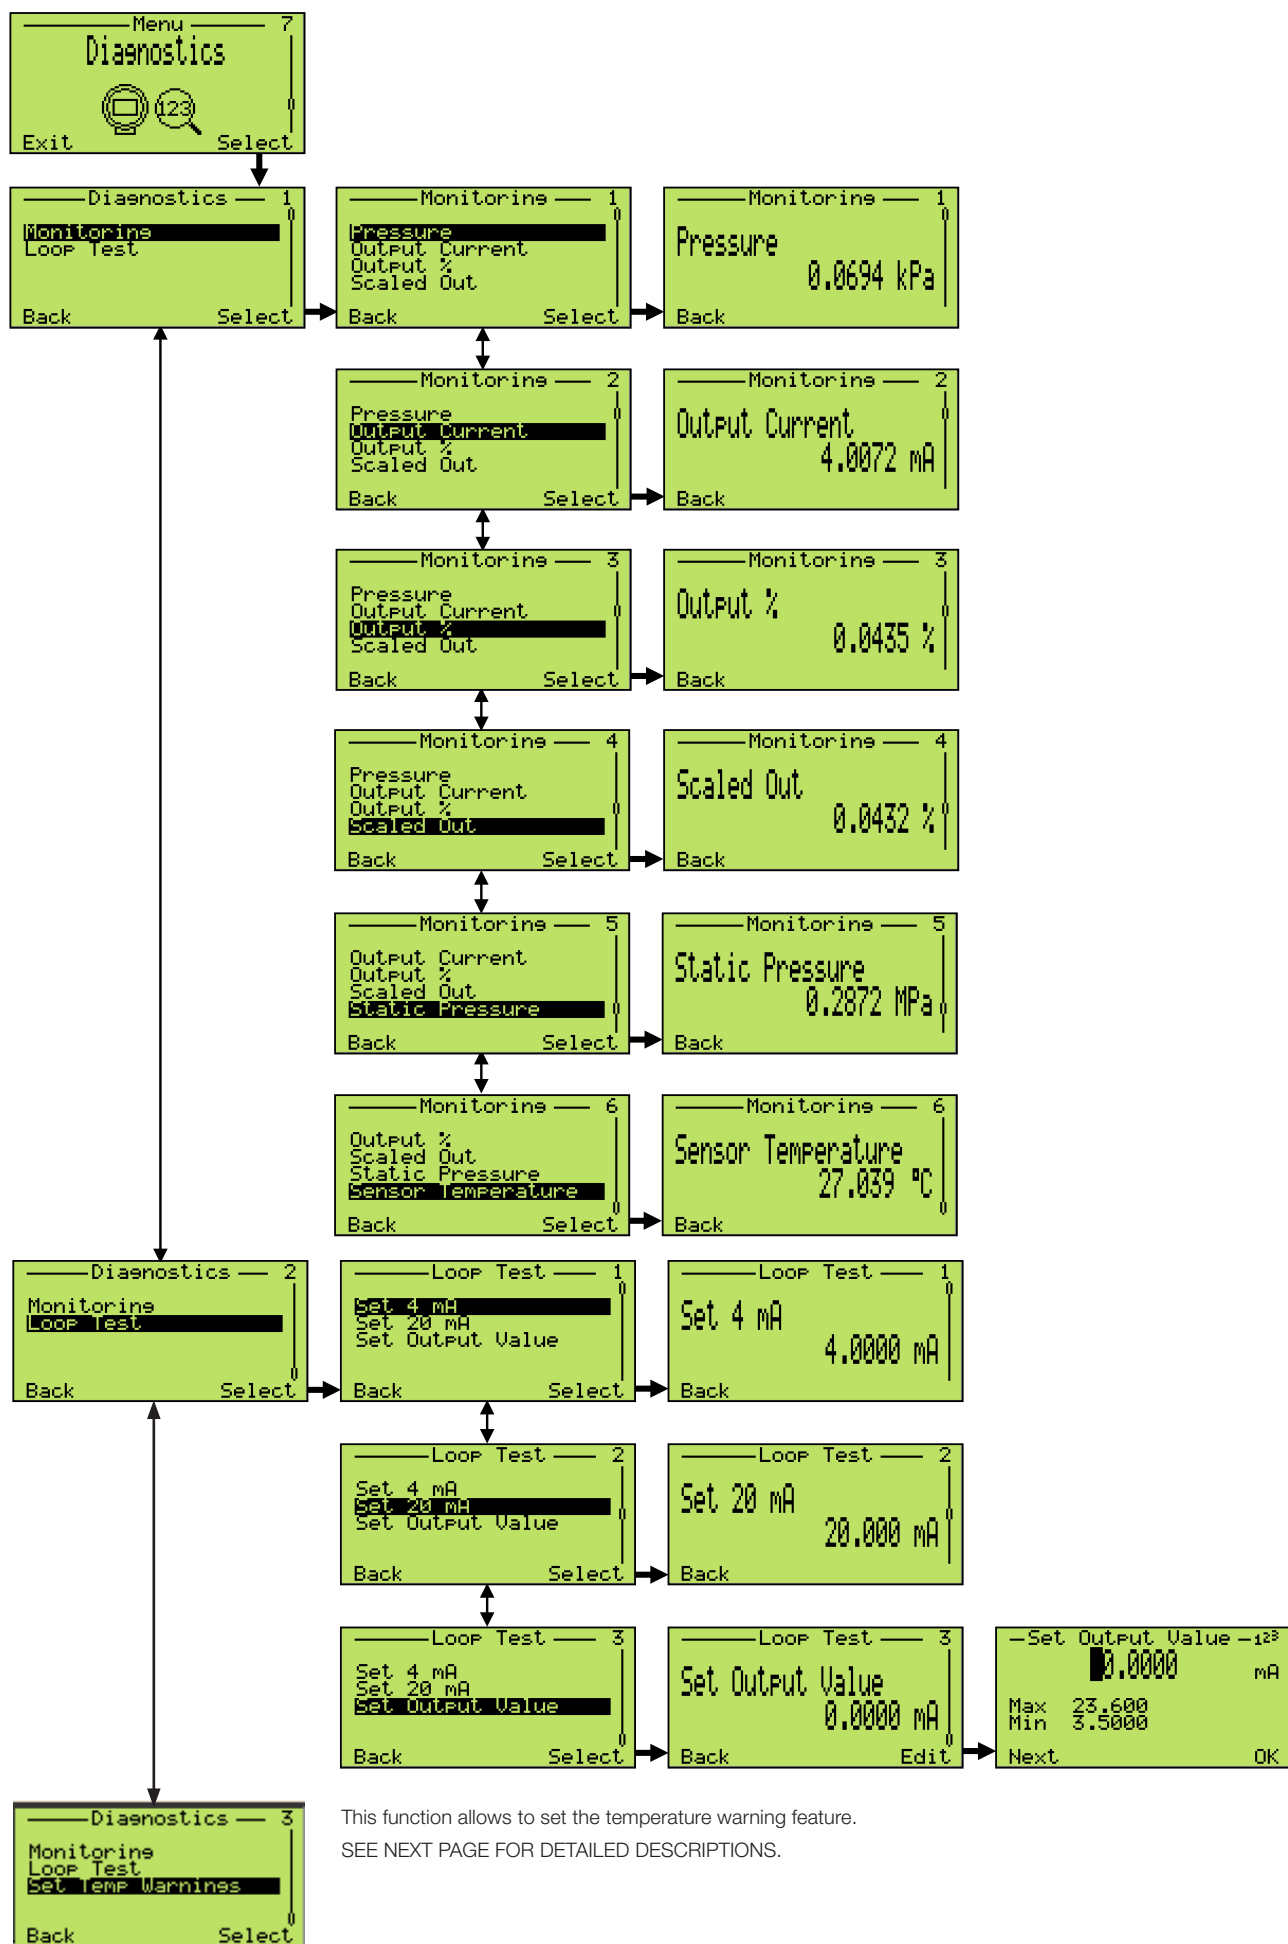 Menu 7
Diagnostics
123
Exit Select
Diagnostics 1
Monitoring
Loop Test
Back Select
Monitoring 1
Pressure
Output Current
Output %
Scaled Out
Back Select
Monitoring 1
Pressure
0.0694 kPa
Back
Monitoring 2
Pressure
Output Current
Output %
Scaled Out
Back Select
Monitoring 2
Output Current
4.0072 mA
Back
Monitoring 3
Pressure
Output Current
Output %
Scaled Out
Back Select
Monitoring 3
Output %
0.0435 %
Back
Monitoring 4
Pressure
Output Current
Output %
Scaled Out
Back Select
Monitoring 4
Scaled Out
0.0432 %
Back
Monitoring 5
Output Current
Output %
Scaled Out
Static Pressure
Back Select
Monitoring 5
Static Pressure
0.2872 MPa
Back
Monitoring 6
Output %
Scaled Out
Static Pressure
Sensor Temperature
Back Select
Monitoring 6
Sensor Temperature
27.039 °C
Back
Diagnostics 2
Monitoring
Loop Test
Back Select
Loop Test 1
Set 4 mA
Set 20 mA
Set Output Value
Back Select
Loop Test 1
Set 4 mA
4.0000 mA
Back
Loop Test 2
Set 4 mA
Set 20 mA
Set Output Value
Back Select
Loop Test 2
Set 20 mA
20.000 mA
Back
Loop Test 3
Set 4 mA
Set 20 mA
Set Output Value
Back Select
Loop Test 3
Set Output Value
0.0000 mA
Back Edit
Set Output Value 123
0.0000 mA
Max 23.600
Min 3.5000
Next OK
Diagnostics 3
Monitoring
Loop Test
Set Temp Warnings
Back Select
This function allows to set the temperature warning feature.
SEE NEXT PAGE FOR DETAILED DESCRIPTIONS.